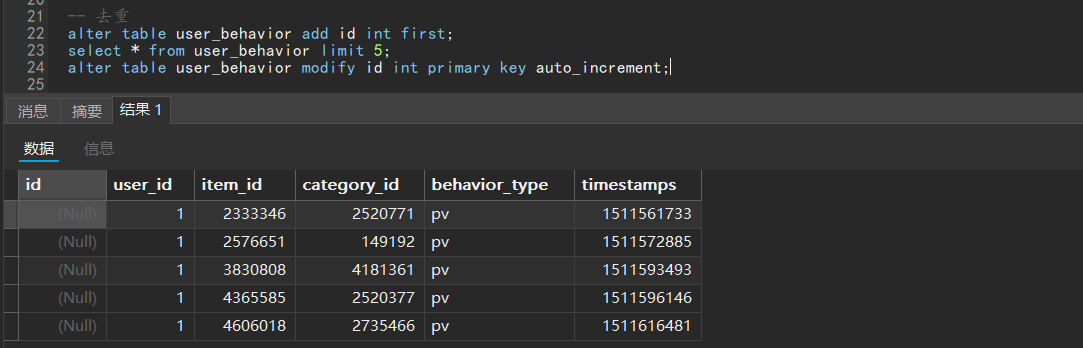 20
21 -- 去重
22 alter table user_behavior add id int first;
23 select * from user_behavior limit 5;
24 alter table user_behavior modify id int primary key auto_increment;
25
消息 摘要 结果 1
数据 信息
id user_id item_id category_id behavior_type timestamps
(Null) 1 2333346 2520771 pv 1511561733
(Null) 1 2576651 149192 pv 1511572885
(Null) 1 3830808 4181361 pv 1511593493
(Null) 1 4365585 2520377 pv 1511596146
(Null) 1 4606018 2735466 pv 1511616481